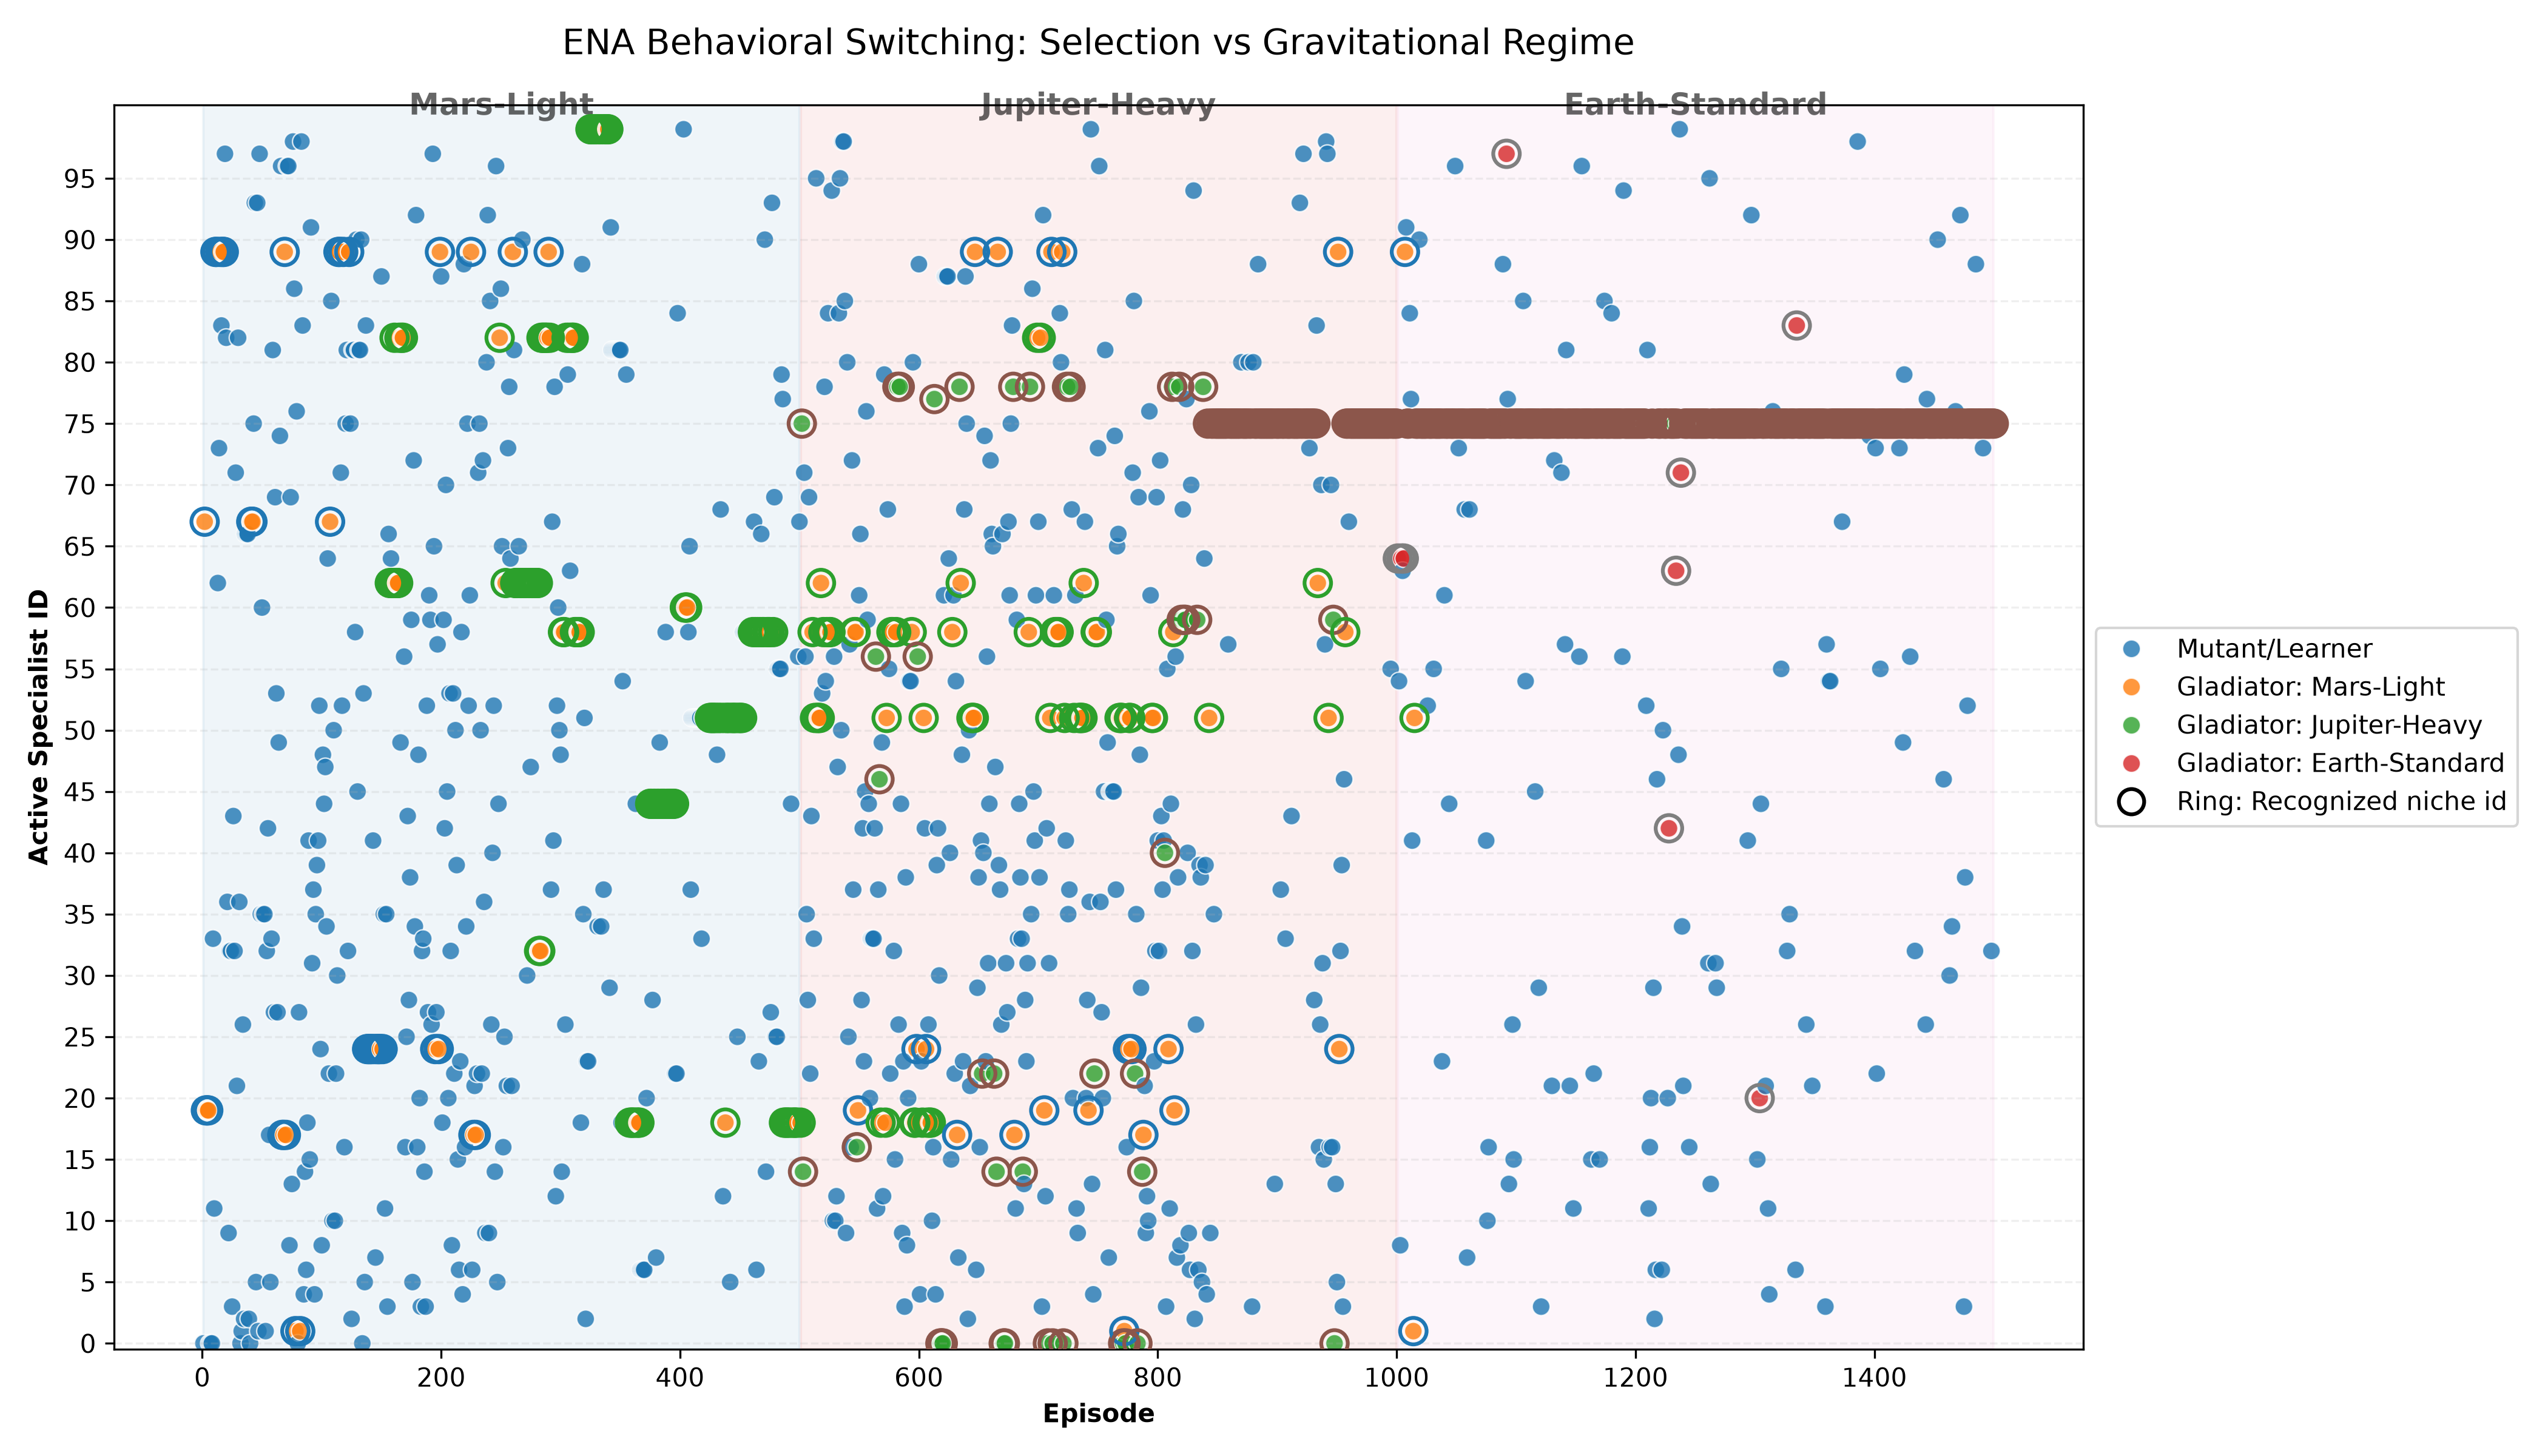 ENA Behavioral Switching: Selection vs Gravitational Regime
Mars-Light
Jupiter-Heavy
Earth-Standard
Active Specialist ID
95
90
85
80
75
70
65
60
55
50
45
40
35
30
25
20
15
10
5
0
0
200
400
600
800
1000
1200
1400
Episode
Mutant/Learner
Gladiator: Mars-Light
Gladiator: Jupiter-Heavy
Gladiator: Earth-Standard
Ring: Recognized niche id